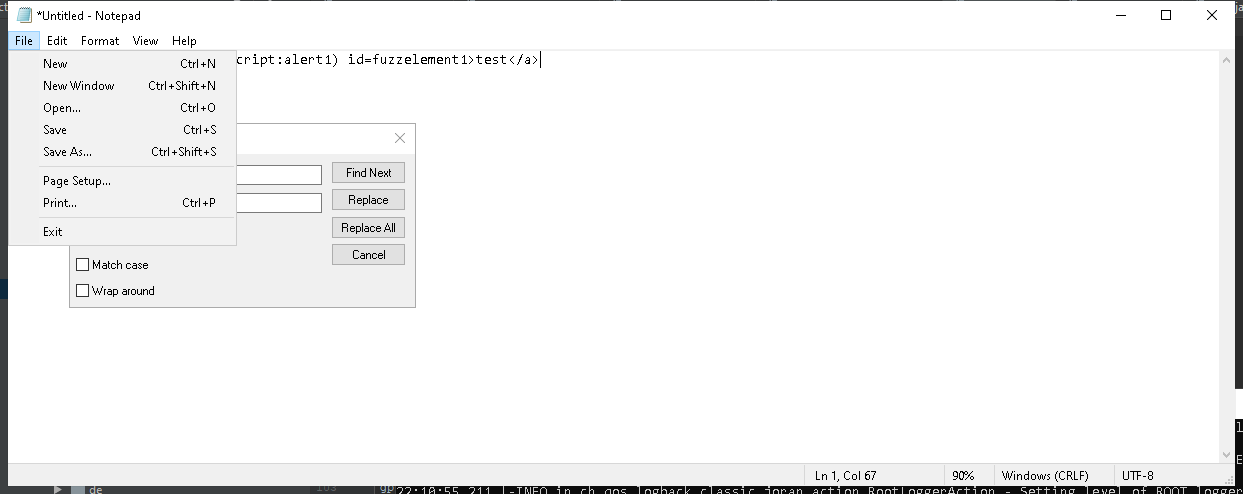 *Untitled - Notepad
File Edit Format View Help
cript:alert1) id=fuzzelement1>test</a>
New Ctrl+N
New Window Ctrl+Shift+N
Open... Ctrl+O
Save Ctrl+S
Save As... Ctrl+Shift+S
Page Setup...
Print... Ctrl+P
Exit
Find Next
Replace
Replace All
Cancel
Match case
Wrap around
Ln 1, Col 67 90% Windows (CRLF) UTF-8
de
22:10:55,211 |-INFO in ch.qos.logback.classic.joran.action.RootLoggerAction - Setting level of ROOT logger